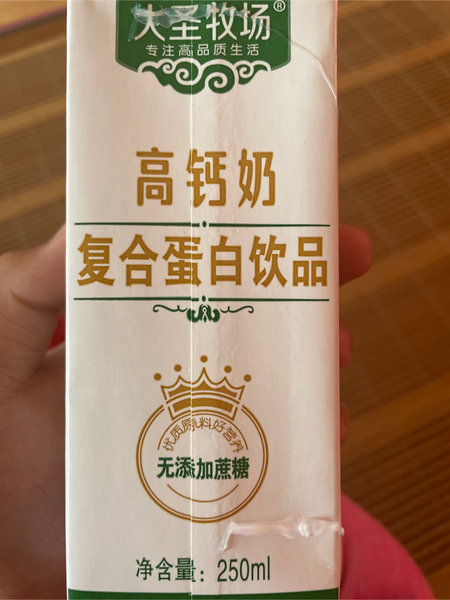 大圣牧场®
专注高品质生活
高钙奶
复合蛋白饮品
优质原料好营养
无添加蔗糖
净含量：250ml